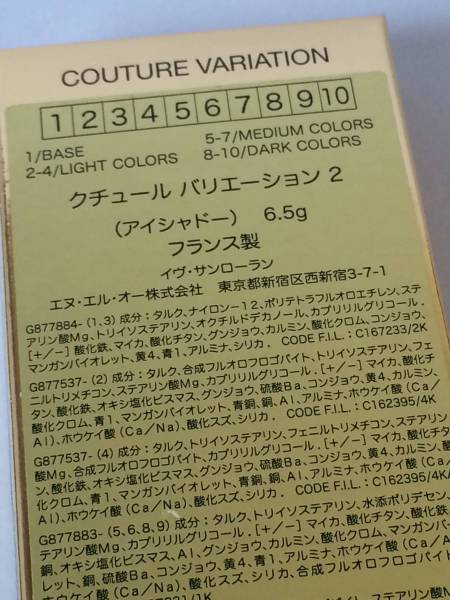 COUTURE VARIATION
1 2 3 4 5 6 7 8 9 10
1/BASE 5-7/MEDIUM COLORS
2-4/LIGHT COLORS 8-10/DARK COLORS
クチュール バリエーション 2
(アイシャドー) 6.5g
フランス製
イヴ・サンローラン
エヌ・エル・オー株式会社 東京都新宿区西新宿3-7-1
G877884-(1,3)成分:タルク、ナイロン-12、ポリテトラフルオロエチレン、ステ
アリン酸Mg、トリイソステアリン、オクチルドデカノール、カプリリルグリコール.
[+/-]マイカ、酸化チタン、グンジョウ、カルミン、酸化クロム、コンジョウ、
酸化鉄、
マンガンバイオレット、黄4、青1、アルミナ、シリカ. CODE F.I.L.:C167233/2K
G877537-(2)成分:タルク、合成フルオロフロゴパイト、トリイソステアリン、フェ
ニルトリメチコン、ステアリン酸Mg、カプリリルグリコール.[+/-]マイカ、酸化チ
タン、酸化鉄、オキシ塩化ビスマス、グンジョウ、硫酸Ba、コンジョウ、黄4、カルミン、
酸化クロム、青1、マンガンバイオレット、青銅、銅、Al、アルミナ、ホウケイ酸(Ca/
Al)、ホウケイ酸(Ca/Na)、酸化スズ、シリカ. CODE F.I.L.:C162395/4K
G877537-(4)成分:タルク、トリイソステアリン、フェニルトリメチコン、ステアリン
酸Mg、合成フルオロフロゴパイト、カプリリルグリコール.[+/-]マイカ、酸化チタ
ン、酸化鉄、オキシ塩化ビスマス、グンジョウ、硫酸Ba、コンジョウ、黄4、カルミン、酸
化クロム、青1、マンガンバイオレット、青銅、銅、Al、アルミナ、ホウケイ酸(Ca/
Al)、ホウケイ酸(Ca/Na)、酸化スズ、シリカ. CODE F.I.L.:C162395/4K
G877883-(5,6,8,9)成分:タルク、トリイソステアリン、水添ポリデセン、
テアリン酸Mg、カプリリルグリコール.[+/-]マイカ、酸化チタン、酸化鉄、
銅、オキシ塩化ビスマス、Al、グンジョウ、カルミン、酸化クロム、マンガンバ
レット、銅、硫酸Ba、コンジョウ、黄4、青1、アルミナ、ホウケイ酸
ホウケイ酸(Ca/Na)、酸化スズ、シリカ、合成フルオロフロゴパイト